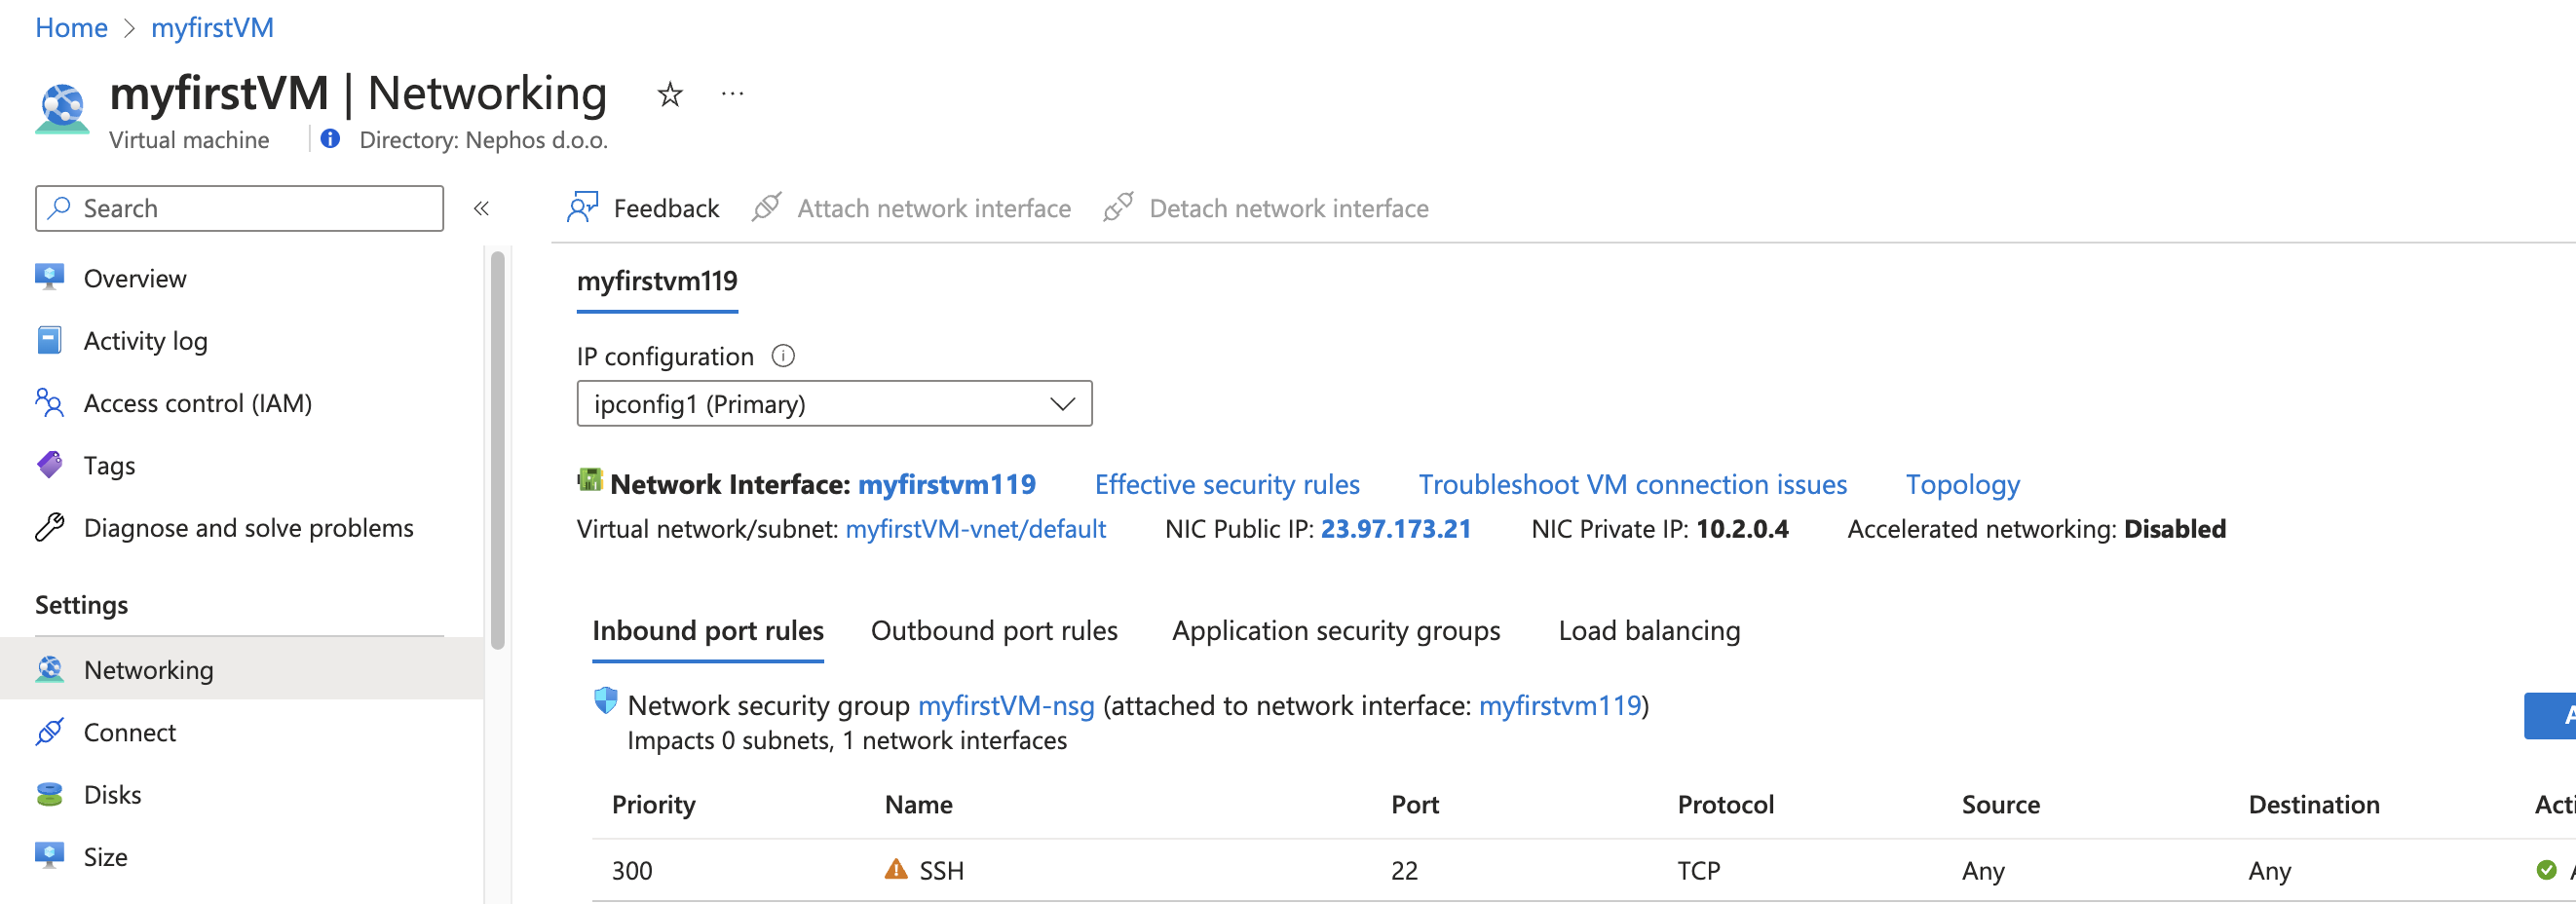 Home > myfirstVM
myfirstVM | Networking
Virtual machine
Directory: Nephos d.o.o.
Search
«
Feedback
Attach network interface
Detach network interface
Overview
Activity log
Access control (IAM)
Tags
Diagnose and solve problems
Settings
Networking
Connect
Disks
Size
myfirstvm119
IP configuration
ipconfig1 (Primary)
Network Interface: myfirstvm119 Effective security rules Troubleshoot VM connection issues Topology
Virtual network/subnet: myfirstVM-vnet/default NIC Public IP: 23.97.173.21 NIC Private IP: 10.2.0.4 Accelerated networking: Disabled
Inbound port rules Outbound port rules Application security groups Load balancing
Network security group myfirstVM-nsg (attached to network interface: myfirstvm119)
Impacts 0 subnets, 1 network interfaces
Priority Name Port Protocol Source Destination
300 SSH 22 TCP Any Any